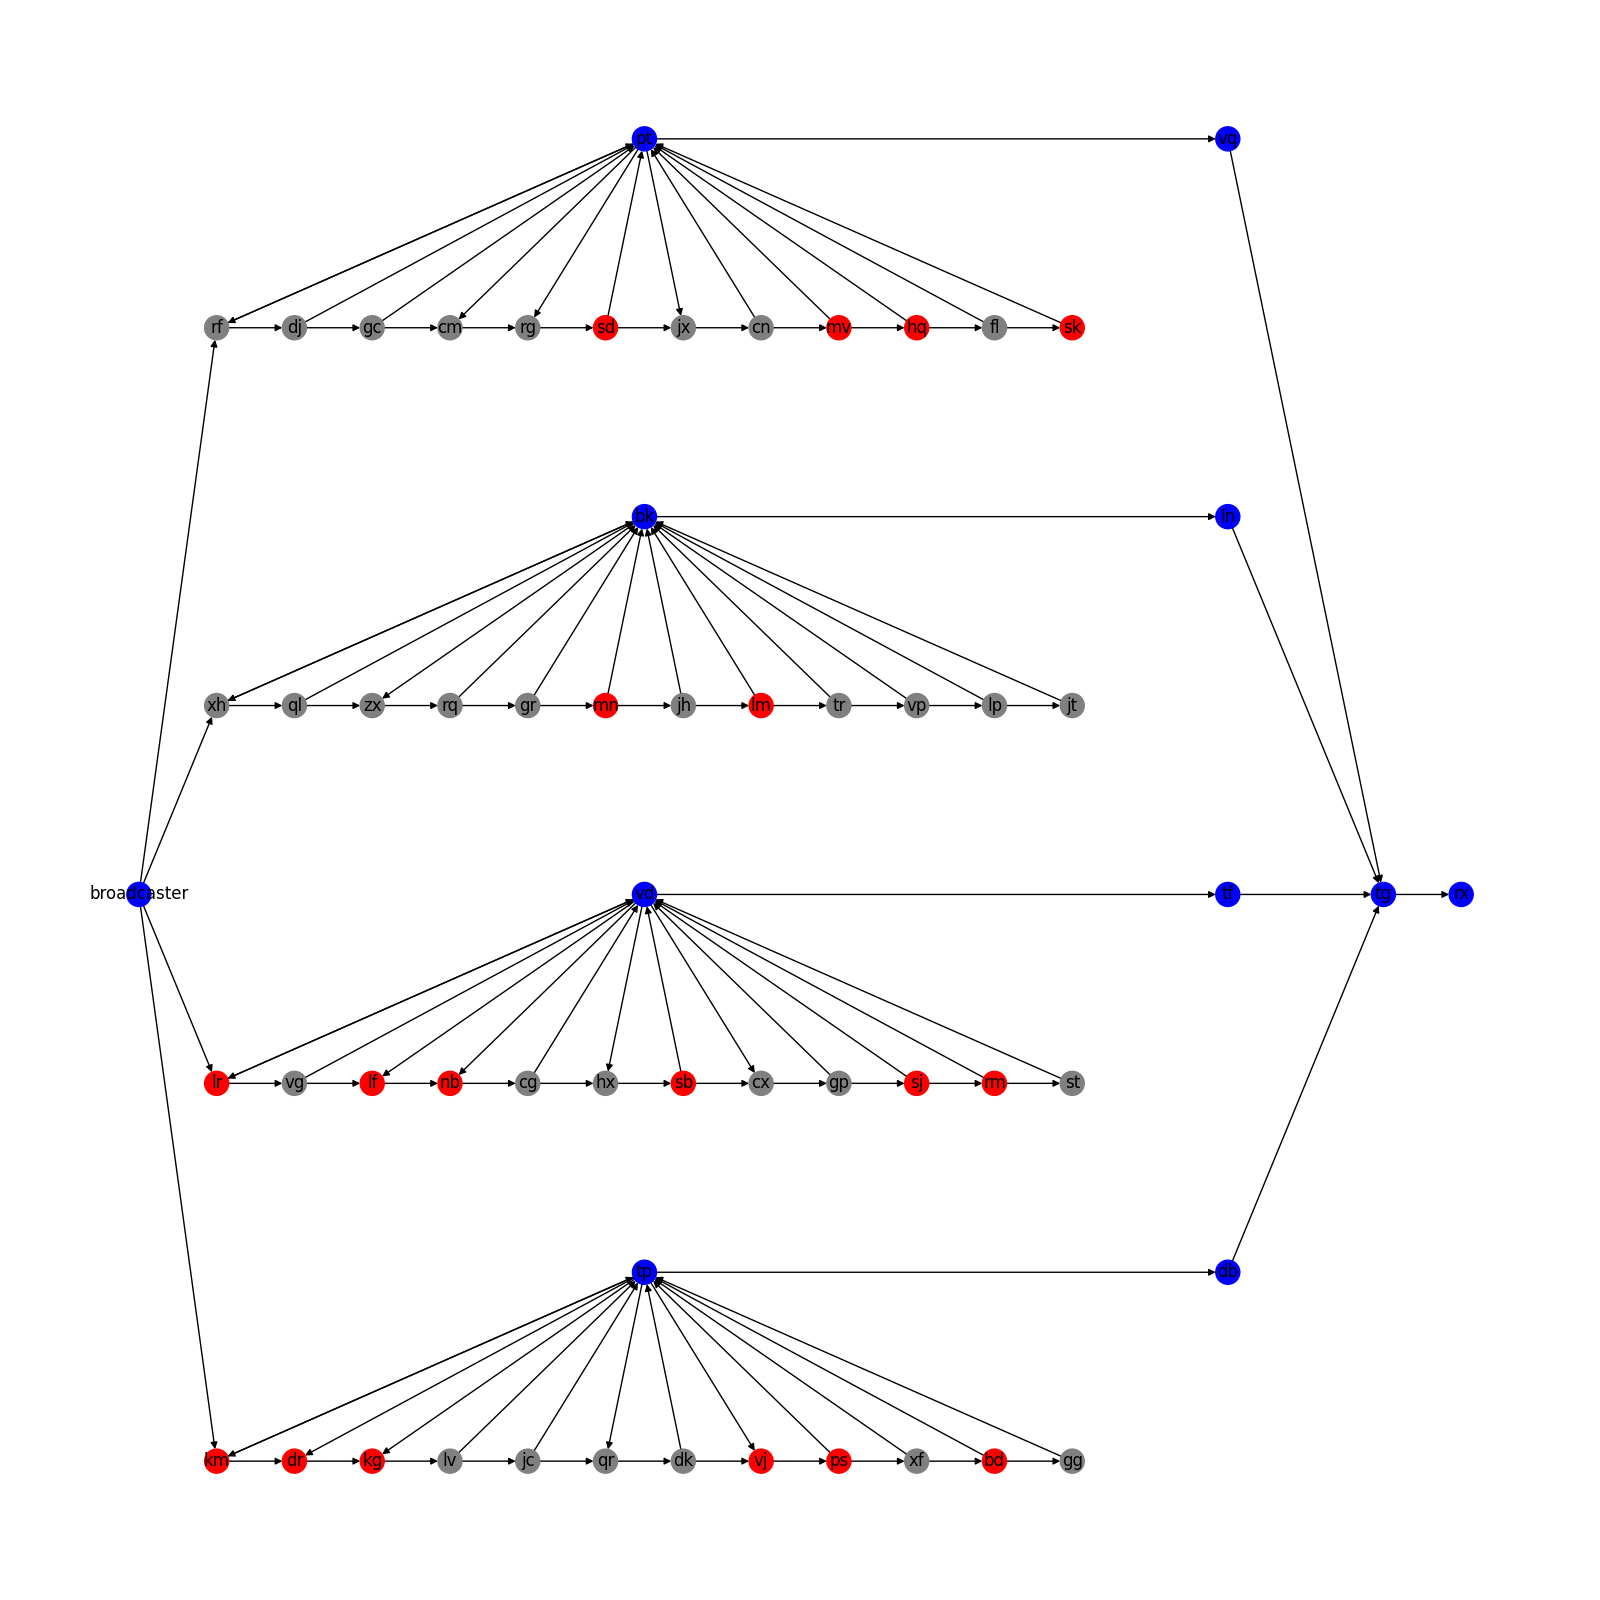 pt vq
rf dj gc cm rg sd jx cn mv hq fl sk
bk ln
xh ql zx rq gr mn jh lm tr vp lp jt
broadcaster vd tf tg rx
lr vg lf nb cg hx sb cx gp sj rm st
tp db
km dr kg lv jc qr dk vj ps xf bd gg